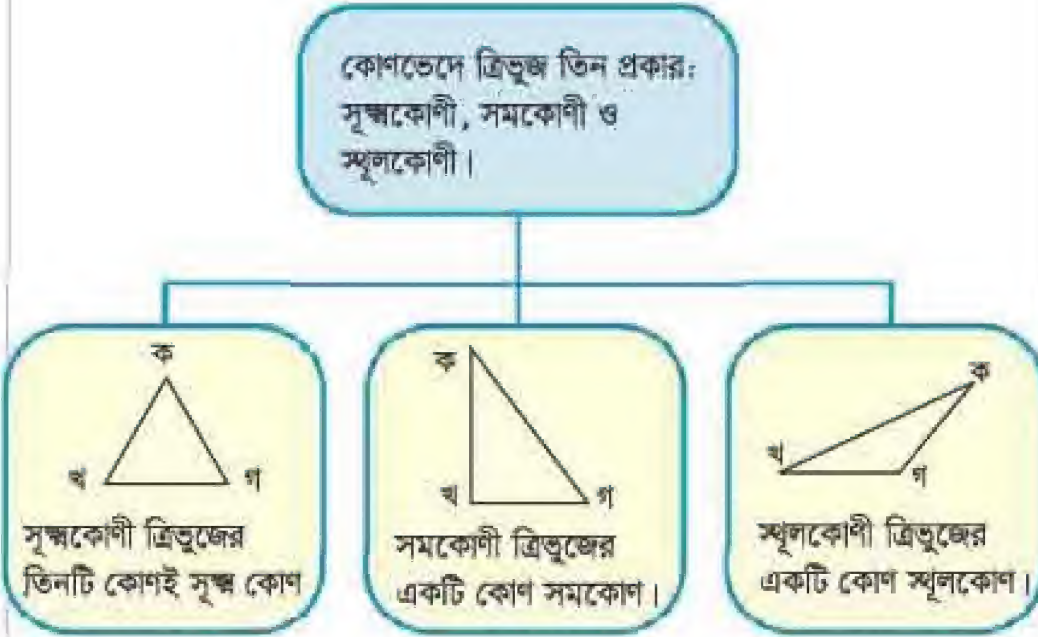 কোণভেদে ত্রিভুজ তিন প্রকার:
সূক্ষ্মকোণী, সমকোণী ও
স্থূলকোণী।
ক
খ গ
সূক্ষ্মকোণী ত্রিভুজের
তিনটি কোণই সূক্ষ্ম কোণ
ক
খ গ
সমকোণী ত্রিভুজের
একটি কোণ সমকোণ।
ক
খ
গ
স্থূলকোণী ত্রিভুজের
একটি কোণ স্থূলকোণ।